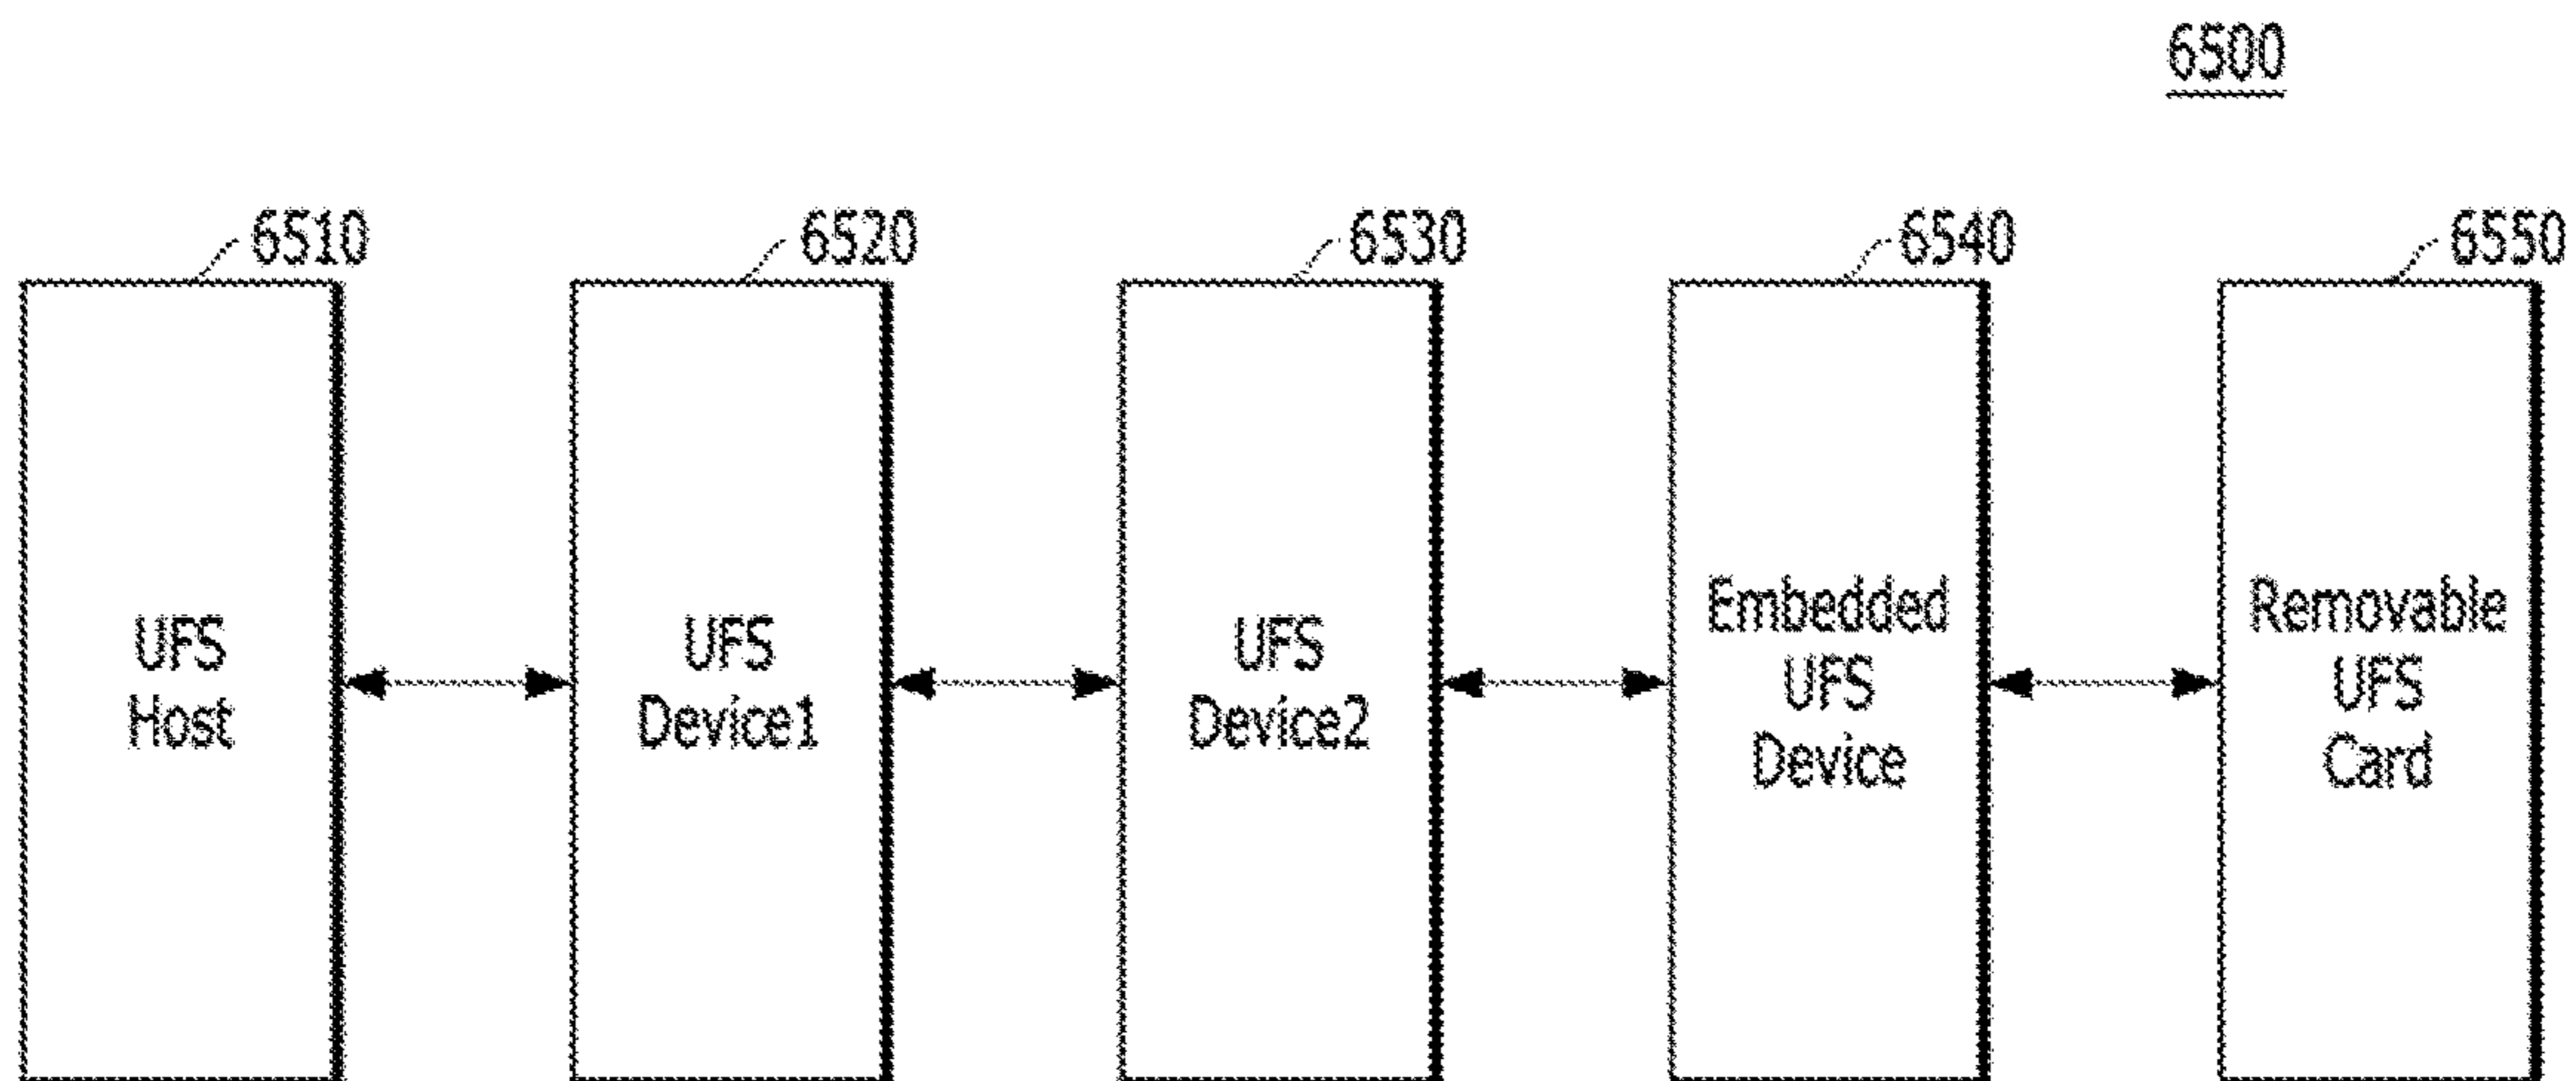 6500
6510
6520
6530
6540
6550
UFS
Host
UFS
Device1
UFS
Device2
Embedded
UFS
Device
Removable
UFS
Card